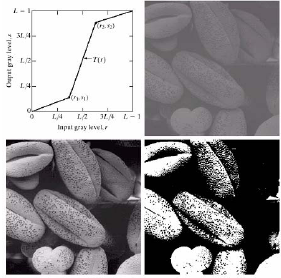 L − 1
3L/4
L/2
L/4
0
Output gray level, s
(r₂, s₂)
T(r)
(r₁, s₁)
0 L/4 L/2 3L/4 L − 1
Input gray level, r